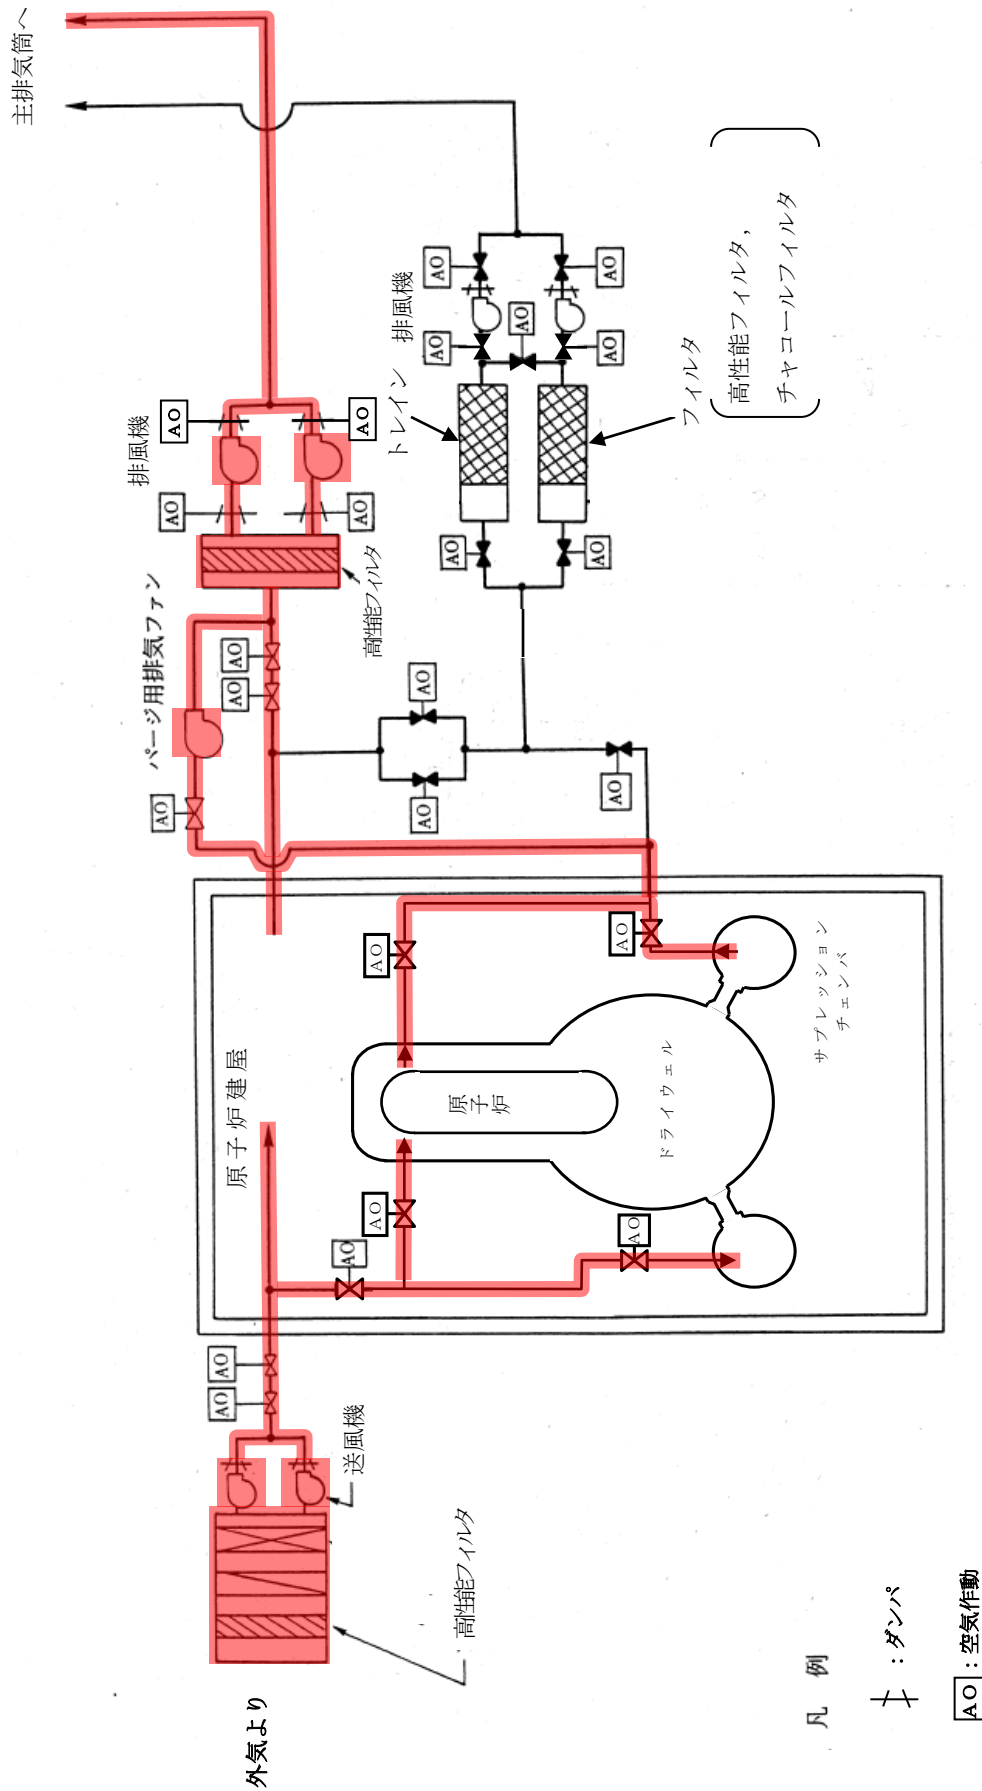 主排気筒へ
排風機
AO
AO
AO
AO
高性能フィルタ
パージ用排気ファン
AO
AO
AO
排風機
AO
AO
AO
AO
AO
トレイン
フィルタ
高性能フィルタ,
チャコールフィルタ
AO
AO
AO
AO
AO
原子炉建屋
AO
AO
原子炉
ドライウェル
サプレッション
チェンバ
AO
AO
AO
AO
AO
送風機
高性能フィルタ
外気より
凡 例
:ダンパ
AO:空気作動